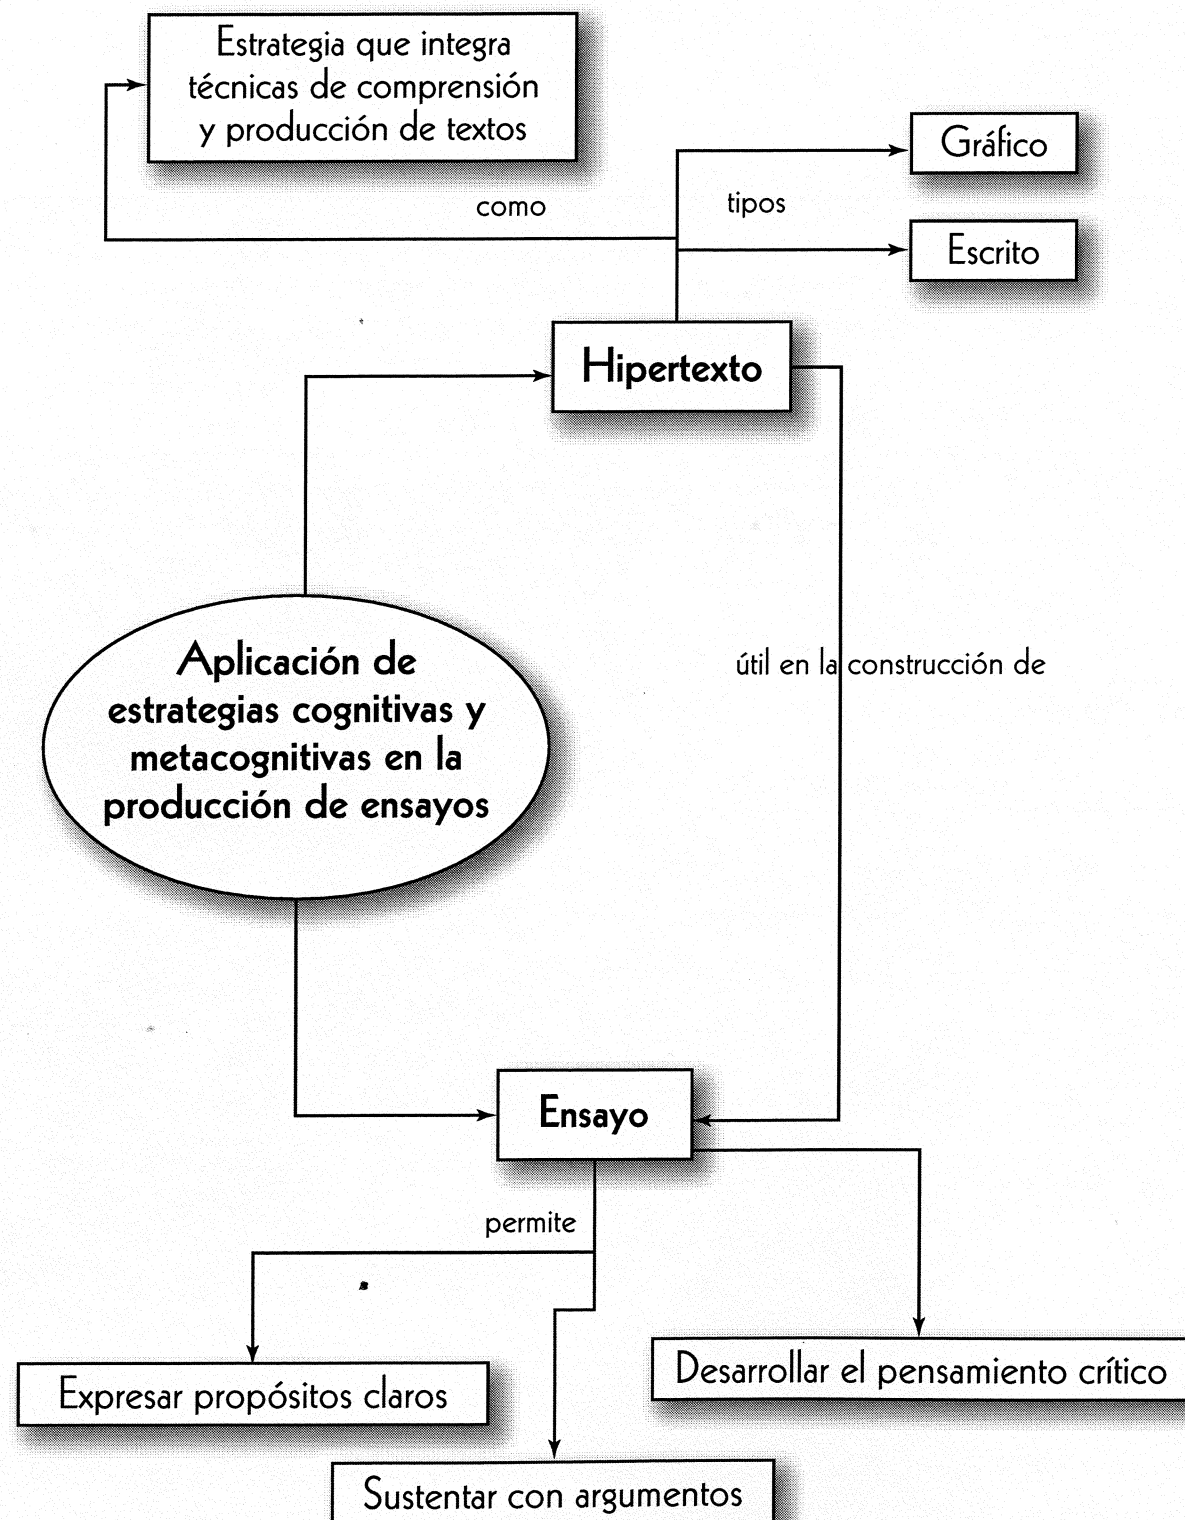 Estrategia que integra
técnicas de comprensión
y producción de textos
Gráfico
como
tipos
Escrito
Hipertexto
Aplicación de
estrategias cognitivas y
metacognitivas en la
producción de ensayos
útil en la construcción de
Ensayo
permite
Expresar propósitos claros
Desarrollar el pensamiento crítico
Sustentar con argumentos